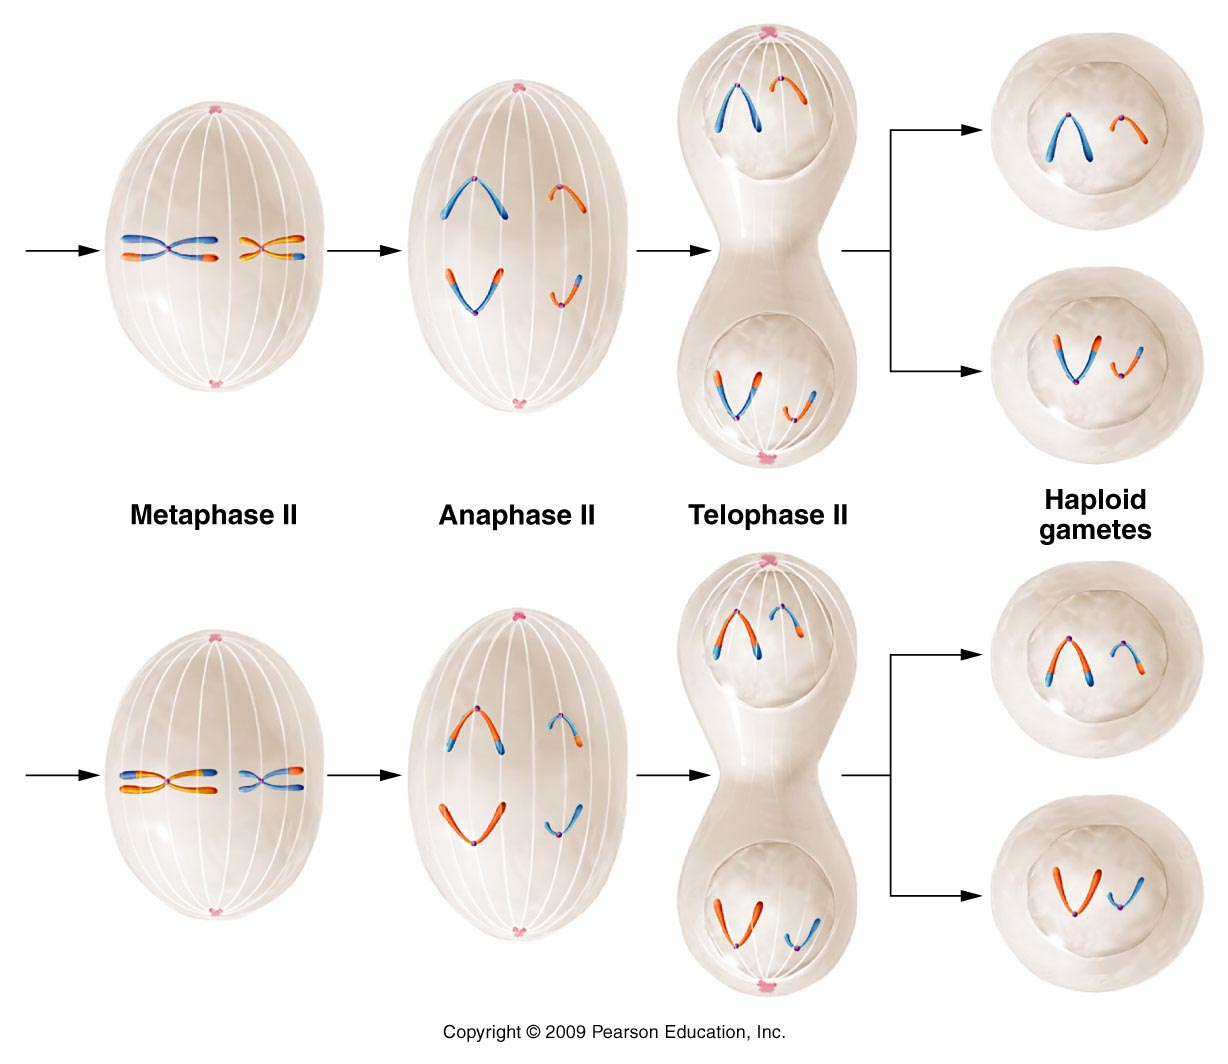 Metaphase II
Anaphase II
Telophase II
Haploid
gametes
Copyright © 2009 Pearson Education, Inc.